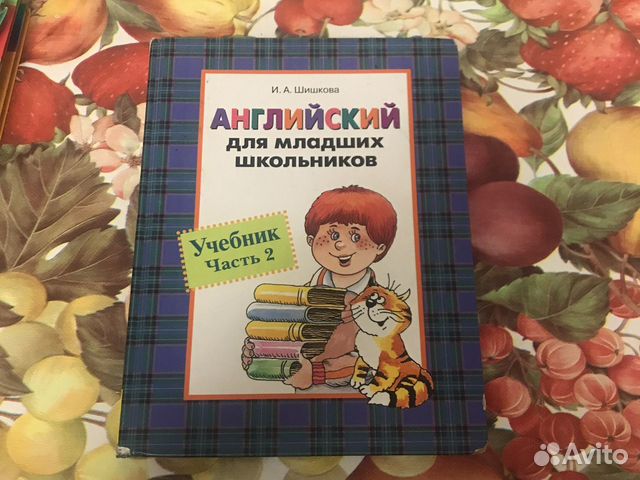 И. А. Шишкова
АНГЛИЙСКИЙ
для младших
школьников
Учебник
Часть 2
Avito